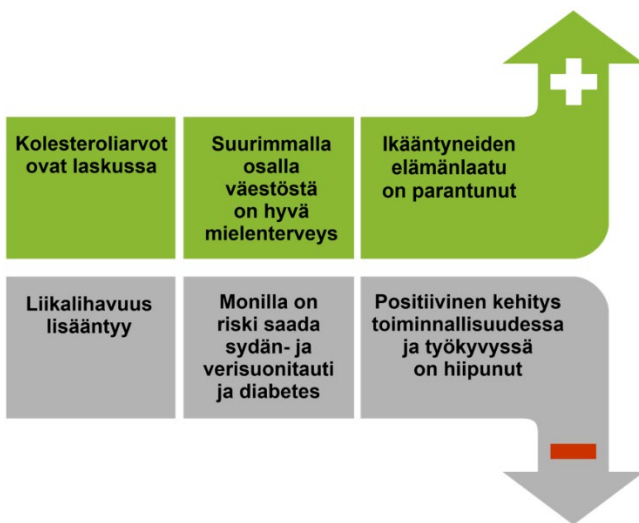 Kolesteroliarvot
ovat laskussa
Suurimmalla
osalla
väestöstä
on hyvä
mielenterveys
Ikääntyneiden
elämänlaatu
on parantunut
Liikalihavuus
lisääntyy
Monilla on
riski saada
sydän- ja
verisuonitauti
ja diabetes
Positiivinen kehitys
toiminnallisuudessa
ja työkyvyssä
on hiipunut